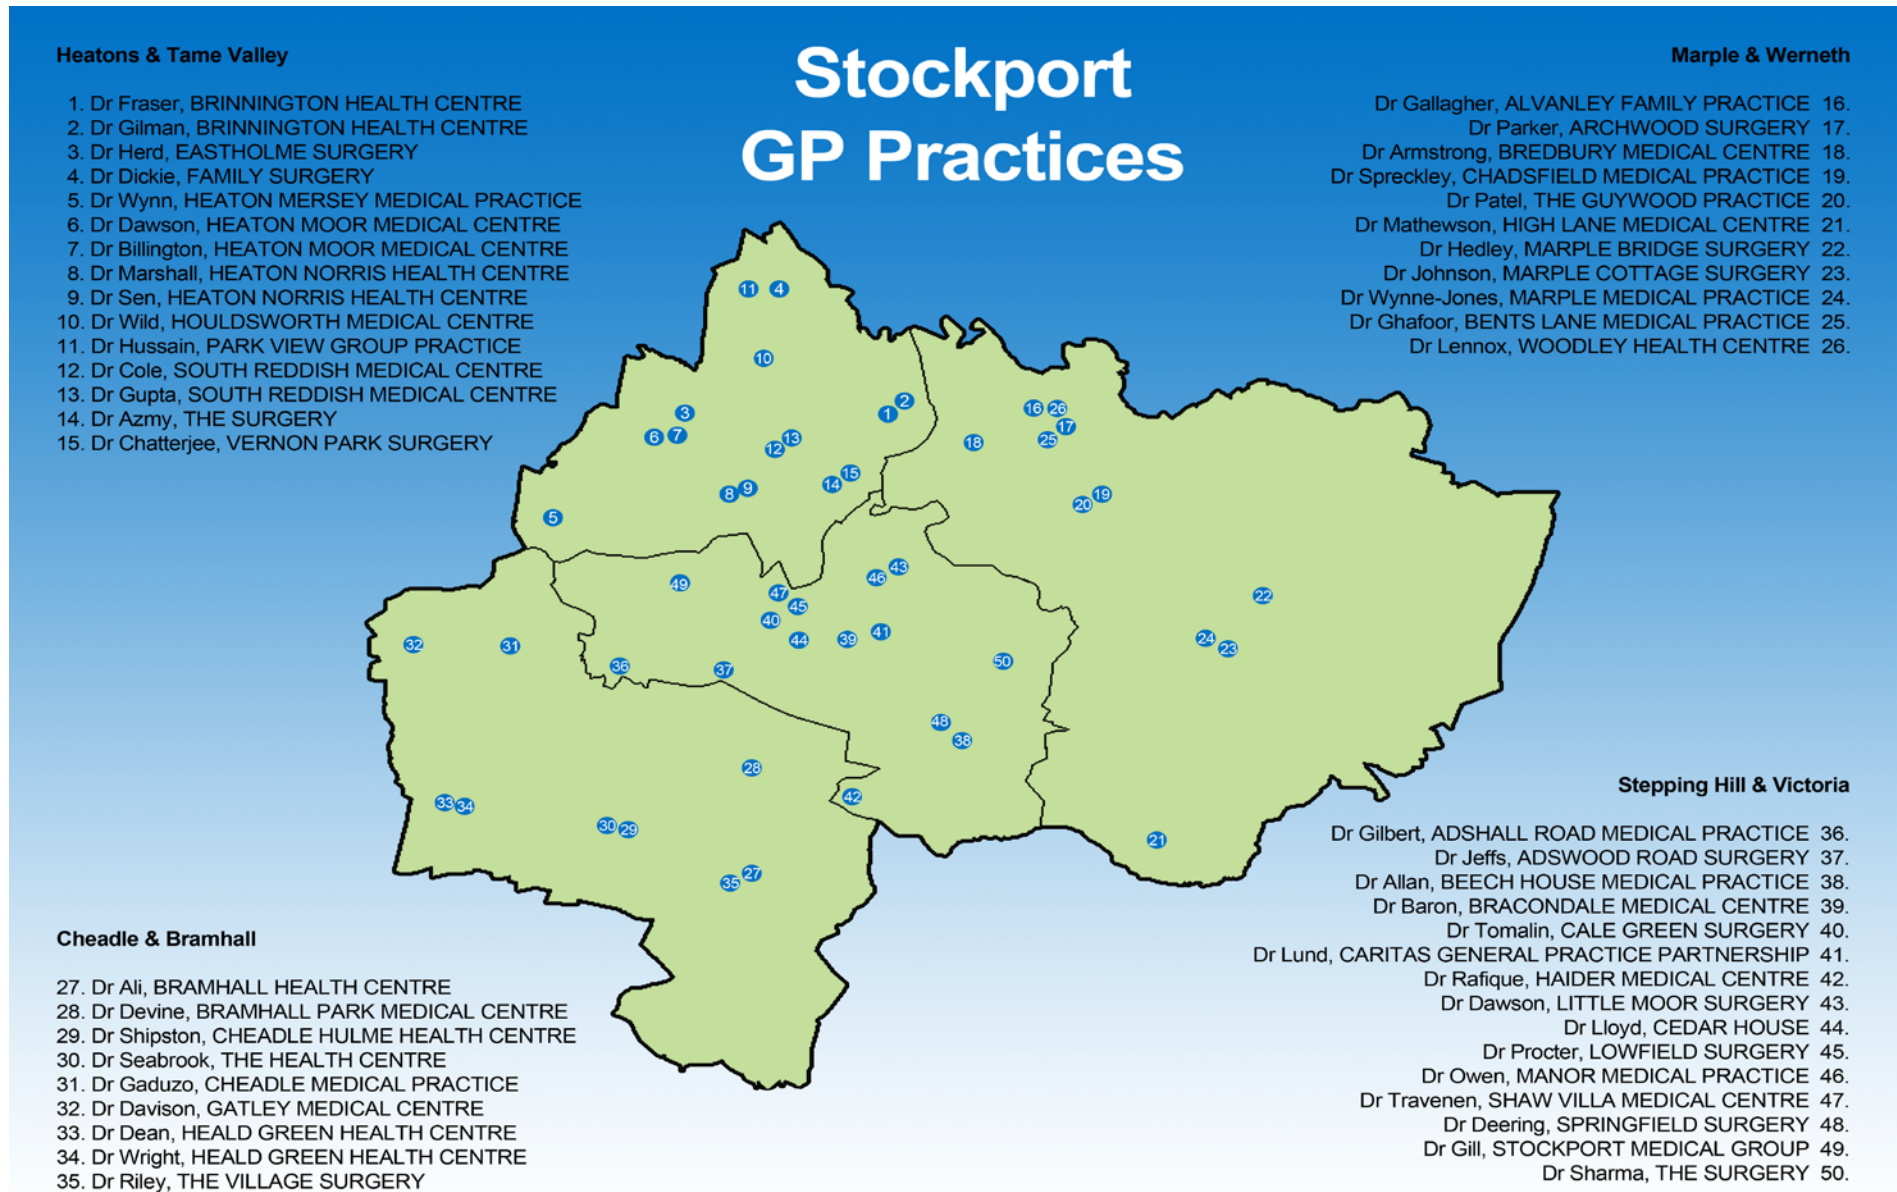 Stockport
GP Practices
Heatons & Tame Valley
1. Dr Fraser, BRINNINGTON HEALTH CENTRE
2. Dr Gilman, BRINNINGTON HEALTH CENTRE
3. Dr Herd, EASTHOLME SURGERY
4. Dr Dickie, FAMILY SURGERY
5. Dr Wynn, HEATON MERSEY MEDICAL PRACTICE
6. Dr Dawson, HEATON MOOR MEDICAL CENTRE
7. Dr Billington, HEATON MOOR MEDICAL CENTRE
8. Dr Marshall, HEATON NORRIS HEALTH CENTRE
9. Dr Sen, HEATON NORRIS HEALTH CENTRE
10. Dr Wild, HOULDSWORTH MEDICAL CENTRE
11. Dr Hussain, PARK VIEW GROUP PRACTICE
12. Dr Cole, SOUTH REDDISH MEDICAL CENTRE
13. Dr Gupta, SOUTH REDDISH MEDICAL CENTRE
14. Dr Azmy, THE SURGERY
15. Dr Chatterjee, VERNON PARK SURGERY
Marple & Werneth
Dr Gallagher, ALVANLEY FAMILY PRACTICE 16.
Dr Parker, ARCHWOOD SURGERY 17.
Dr Armstrong, BREDBURY MEDICAL CENTRE 18.
Dr Spreckley, CHADSFIELD MEDICAL PRACTICE 19.
Dr Patel, THE GUYWOOD PRACTICE 20.
Dr Mathewson, HIGH LANE MEDICAL CENTRE 21.
Dr Hedley, MARPLE BRIDGE SURGERY 22.
Dr Johnson, MARPLE COTTAGE SURGERY 23.
Dr Wynne-Jones, MARPLE MEDICAL PRACTICE 24.
Dr Ghafoor, BENTS LANE MEDICAL PRACTICE 25.
Dr Lennox, WOODLEY HEALTH CENTRE 26.
11 4
10
2
3 1
16 26
17
6 7
13
12
18 25
15
14
8 9
19
20
5
43
46
49
47
45
22
40
41
44 39
24
23
32 31
50
36 37
48
38
28
42
33 34
30 29
21
27
35
Cheadle & Bramhall
27. Dr Ali, BRAMHALL HEALTH CENTRE
28. Dr Devine, BRAMHALL PARK MEDICAL CENTRE
29. Dr Shipston, CHEADLE HULME HEALTH CENTRE
30. Dr Seabrook, THE HEALTH CENTRE
31. Dr Gaduzo, CHEADLE MEDICAL PRACTICE
32. Dr Davison, GATLEY MEDICAL CENTRE
33. Dr Dean, HEALD GREEN HEALTH CENTRE
34. Dr Wright, HEALD GREEN HEALTH CENTRE
35. Dr Riley, THE VILLAGE SURGERY
Stepping Hill & Victoria
Dr Gilbert, ADSHALL ROAD MEDICAL PRACTICE 36.
Dr Jeffs, ADSWOOD ROAD SURGERY 37.
Dr Allan, BEECH HOUSE MEDICAL PRACTICE 38.
Dr Baron, BRACONDALE MEDICAL CENTRE 39.
Dr Tomalin, CALE GREEN SURGERY 40.
Dr Lund, CARITAS GENERAL PRACTICE PARTNERSHIP 41.
Dr Rafique, HAIDER MEDICAL CENTRE 42.
Dr Dawson, LITTLE MOOR SURGERY 43.
Dr Lloyd, CEDAR HOUSE 44.
Dr Procter, LOWFIELD SURGERY 45.
Dr Owen, MANOR MEDICAL PRACTICE 46.
Dr Travenen, SHAW VILLA MEDICAL CENTRE 47.
Dr Deering, SPRINGFIELD SURGERY 48.
Dr Gill, STOCKPORT MEDICAL GROUP 49.
Dr Sharma, THE SURGERY 50.